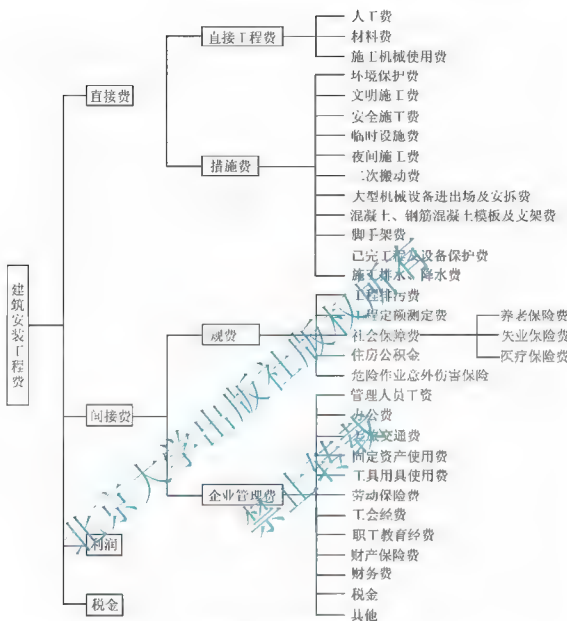 建筑安装工程费
直接费
直接工程费
人工费
材料费
施工机械使用费
措施费
环境保护费
文明施工费
安全施工费
临时设施费
夜间施工费
二次搬动费
大型机械设备进出场及安拆费
混凝土、钢筋混凝土模板及支架费
脚手架费
已完工程及设备保护费
施工排水、降水费
间接费
规费
工程排污费
工程定额测定费
社会保障费
养老保险费
失业保险费
医疗保险费
住房公积金
危险作业意外伤害保险
企业管理费
管理人员工资
办公费
差旅交通费
固定资产使用费
工具用具使用费
劳动保险费
工会经费
职工教育经费
财产保险费
财务费
税金
其他
利润
税金
北京大学出版社版权所有
禁止转载